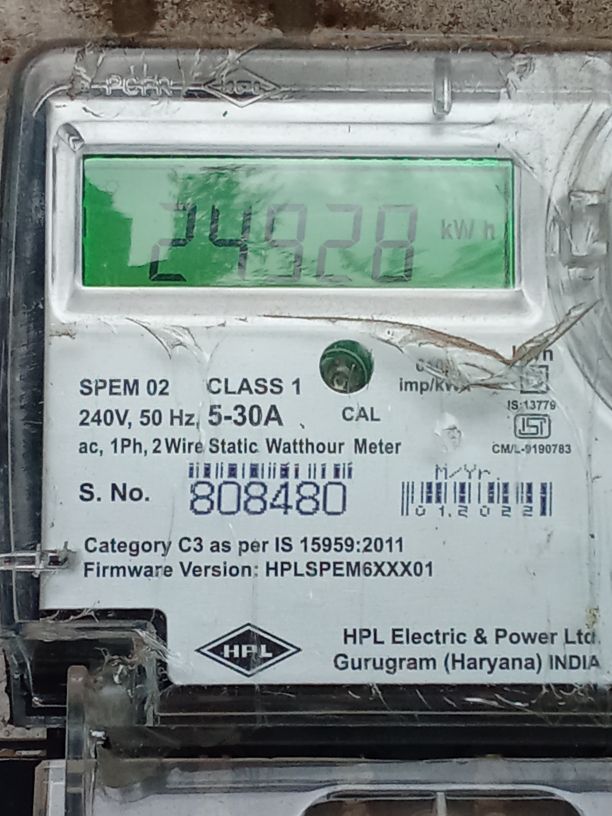 24928 kW h
SPEM 02 CLASS 1
imp/kWh
240V, 50 Hz, 5-30A
CAL
IS 13779
ac, 1Ph, 2 Wire Static Watthour Meter
CM/L-9190783
S. No. 808480
M/Yr.
01.2022
Category C3 as per IS 15959:2011
Firmware Version: HPLSPEM6XXX01
HPL
HPL Electric & Power Ltd.
Gurugram (Haryana) INDIA